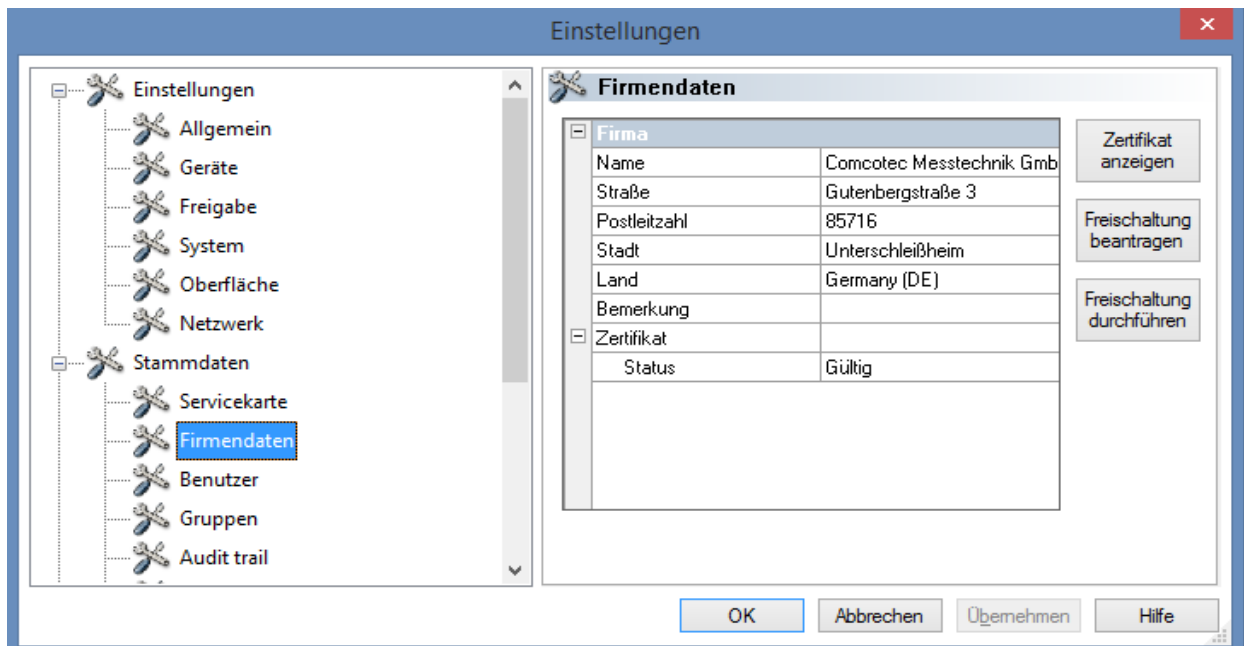 Einstellungen
Einstellungen
Allgemein
Geräte
Freigabe
System
Oberfläche
Netzwerk
Stammdaten
Servicekarte
Firmendaten
Benutzer
Gruppen
Audit trail
Firmendaten
Firma
Name Comcotec Messtechnik Gmb
Straße Gutenbergstraße 3
Postleitzahl 85716
Stadt Unterschleißheim
Land Germany (DE)
Bemerkung
Zertifikat
Status Gültig
Zertifikat
anzeigen
Freischaltung
beantragen
Freischaltung
durchführen
OK Abbrechen Übernehmen Hilfe